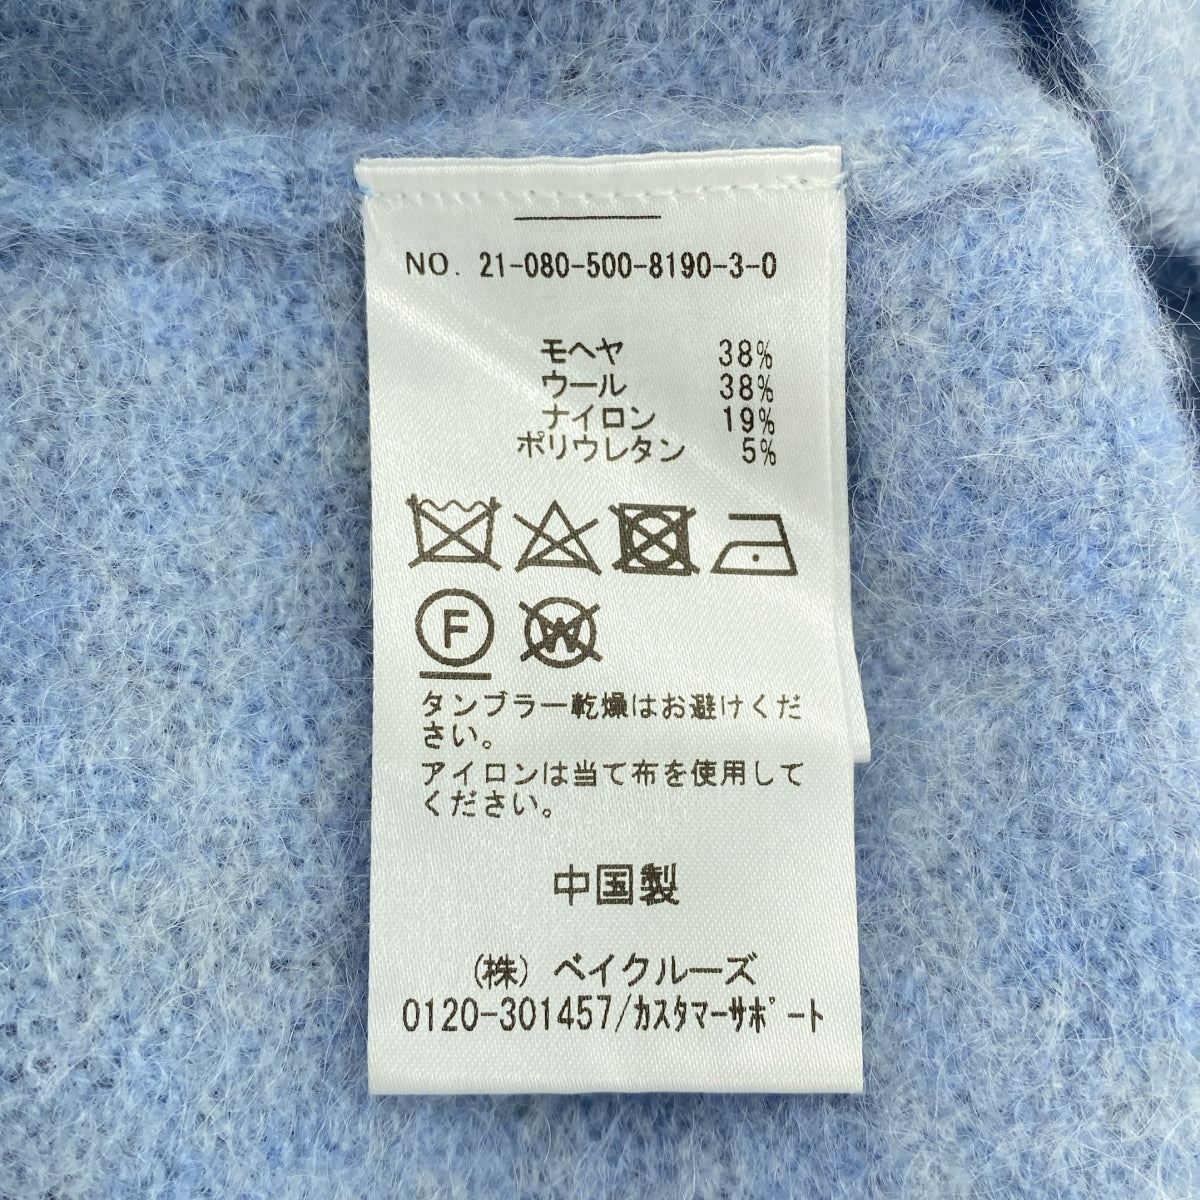 NO. 21-080-500-8190-3-0
モヘヤ 38%
ウール 38%
ナイロン 19%
ポリウレタン 5%
F W
タンブラー乾燥はお避けくだ
さい。
アイロンは当て布を使用して
ください。
中国製
(株) ベイクルーズ
0120-301457/ｶｽﾀﾏｰｻﾎﾟｰﾄ